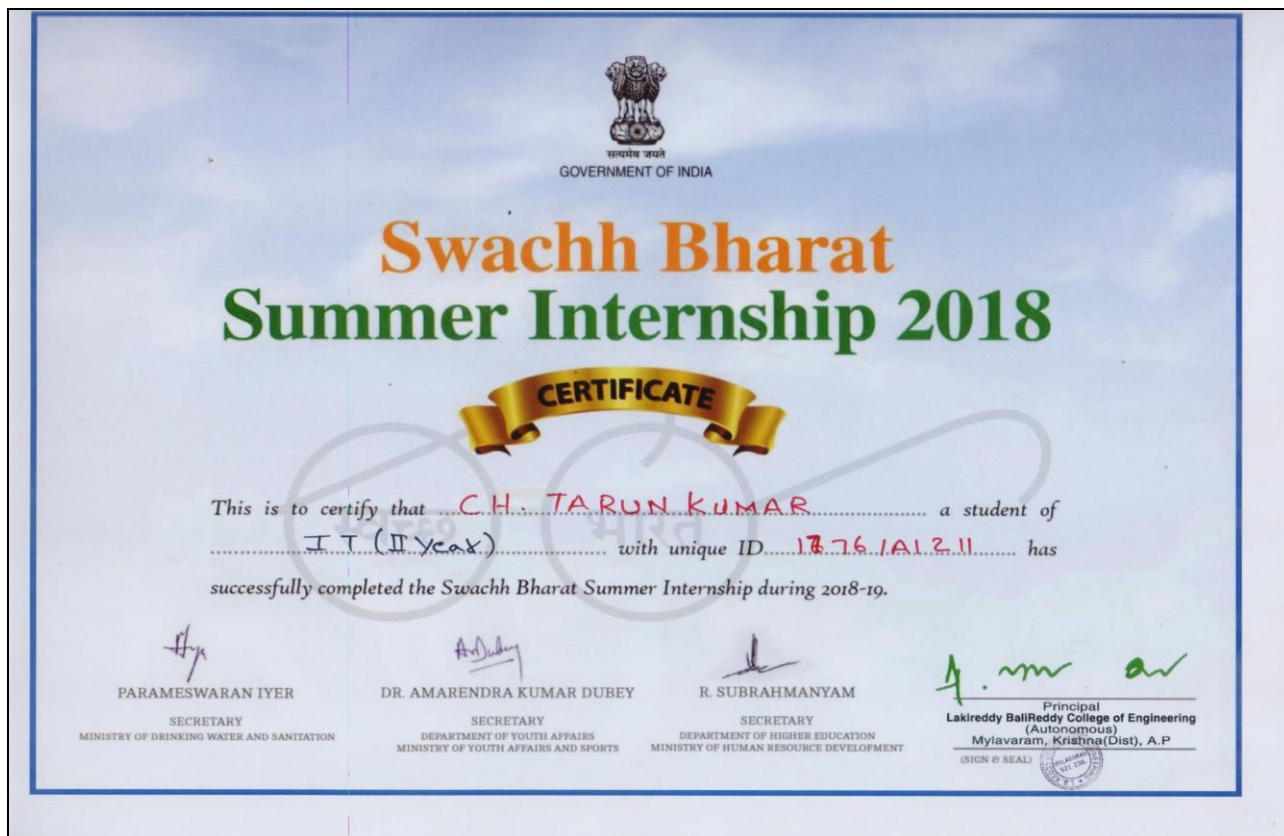 सत्यमेव जयते
GOVERNMENT OF INDIA
Swachh Bharat
Summer Internship 2018
CERTIFICATE
स्वच्छ भारत
This is to certify that C.H. TARUN KUMAR a student of
IT (II Year) with unique ID 1761A1211 has
successfully completed the Swachh Bharat Summer Internship during 2018-19.
PARAMESWARAN IYER
SECRETARY
MINISTRY OF DRINKING WATER AND SANITATION
DR. AMARENDRA KUMAR DUBEY
SECRETARY
DEPARTMENT OF YOUTH AFFAIRS
MINISTRY OF YOUTH AFFAIRS AND SPORTS
R. SUBRAHMANYAM
SECRETARY
DEPARTMENT OF HIGHER EDUCATION
MINISTRY OF HUMAN RESOURCE DEVELOPMENT
Principal
Lakireddy BaliReddy College of Engineering
(Autonomous)
Mylavaram, Krishna(Dist), A.P
(SIGN & SEAL)